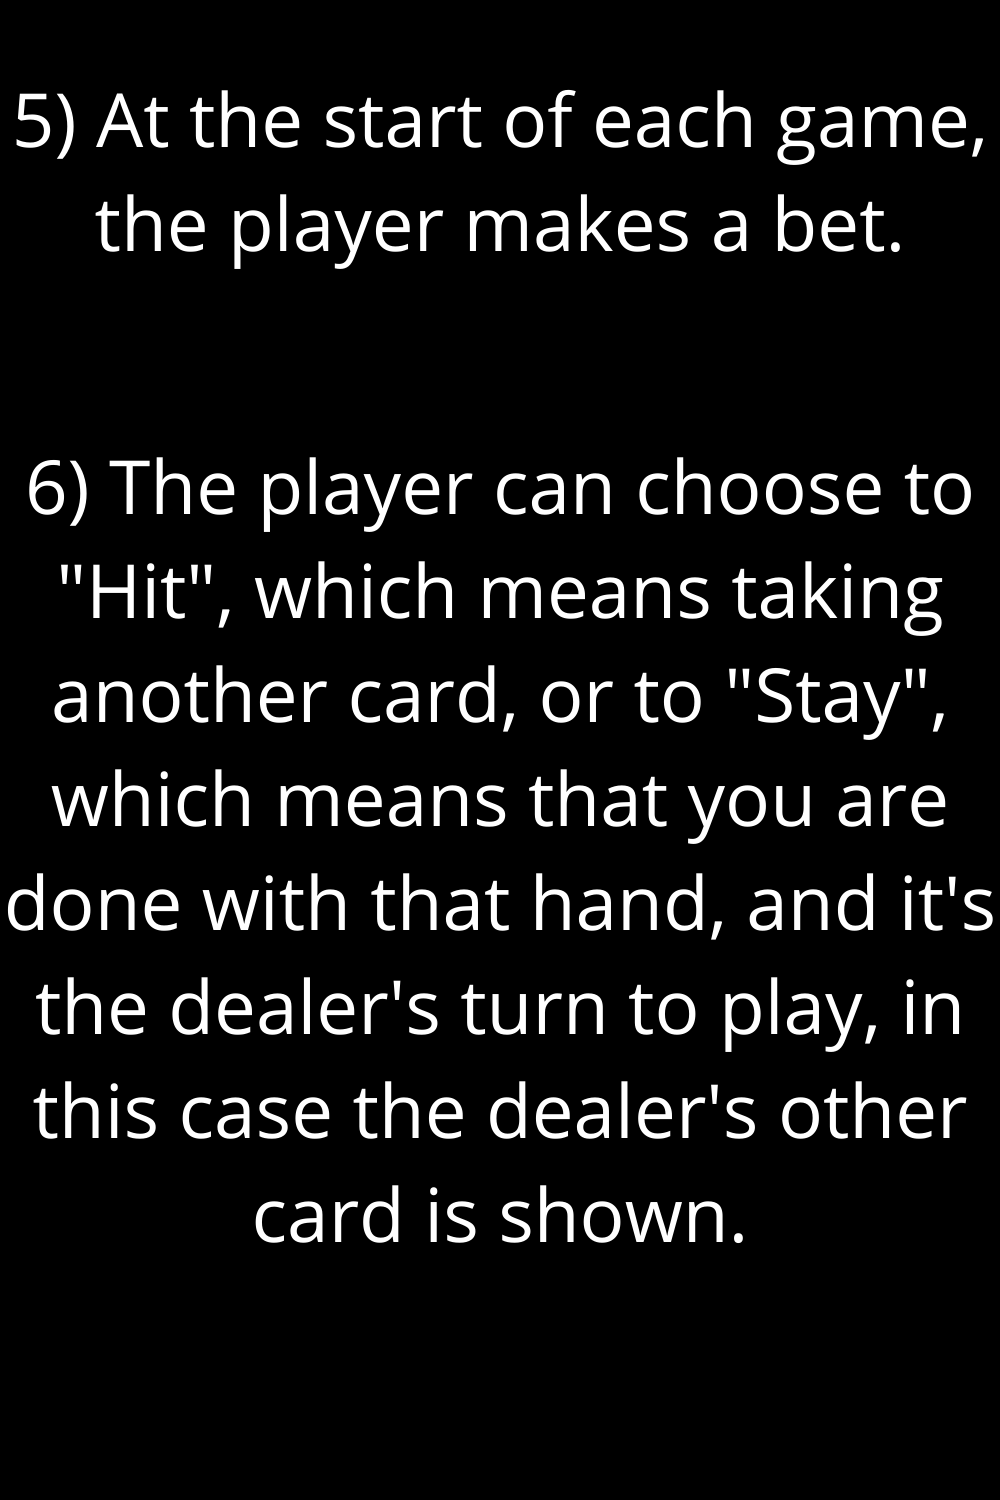 5) At the start of each game,
the player makes a bet.
6) The player can choose to
"Hit", which means taking
another card, or to "Stay",
which means that you are
done with that hand, and it's
the dealer's turn to play, in
this case the dealer's other
card is shown.